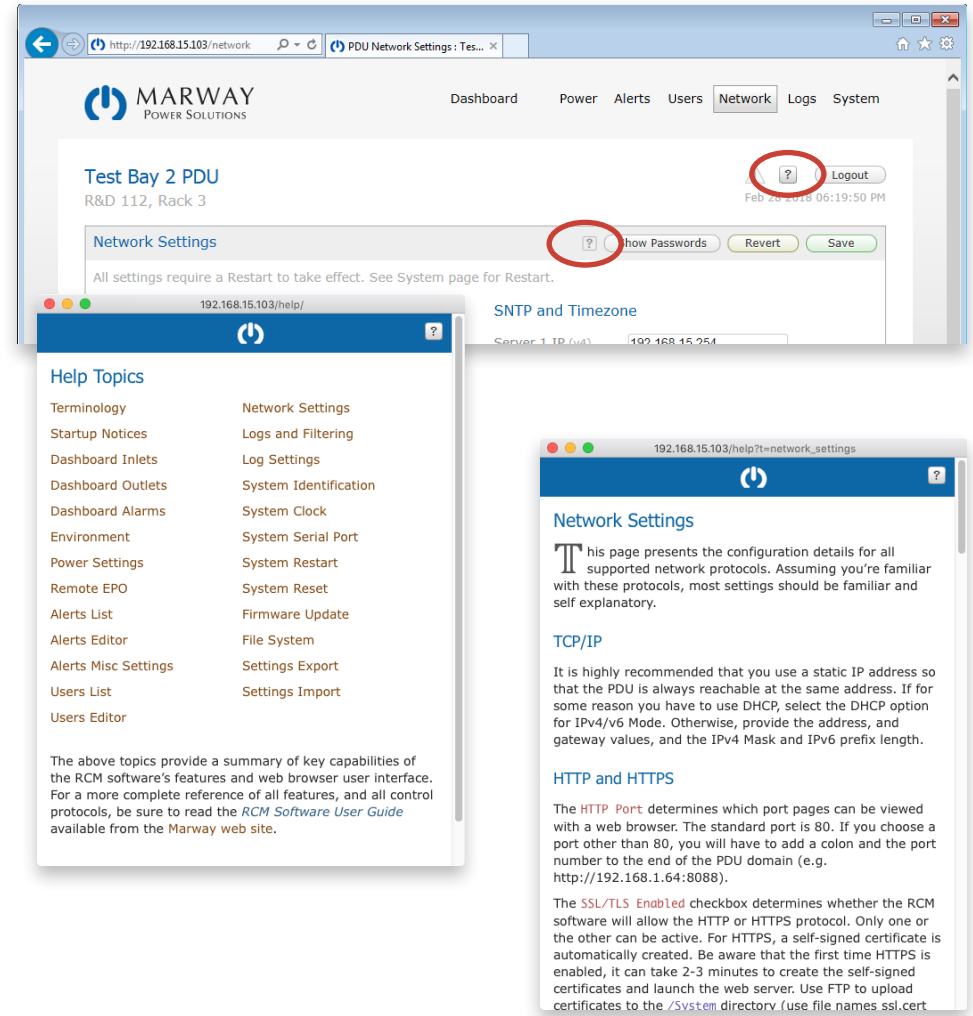 http://192.168.15.103/network
PDU Network Settings : Tes...
MARWAY
POWER SOLUTIONS
Dashboard Power Alerts Users Network Logs System
Test Bay 2 PDU
? Logout
R&D 112, Rack 3
Feb 28 2018 06:19:50 PM
Network Settings
? Show Passwords Revert Save
All settings require a Restart to take effect. See System page for Restart.
SNTP and Timezone
Server 1 IP (v4) 192.168.15.254
192.168.15.103/help/
?
Help Topics
Terminology
Startup Notices
Dashboard Inlets
Dashboard Outlets
Dashboard Alarms
Environment
Power Settings
Remote EPO
Alerts List
Alerts Editor
Alerts Misc Settings
Users List
Users Editor
Network Settings
Logs and Filtering
Log Settings
System Identification
System Clock
System Serial Port
System Restart
System Reset
Firmware Update
File System
Settings Export
Settings Import
The above topics provide a summary of key capabilities of
the RCM software's features and web browser user interface.
For a more complete reference of all features, and all control
protocols, be sure to read the RCM Software User Guide
available from the Marway web site.
192.168.15.103/help?t=network_settings
?
Network Settings
This page presents the configuration details for all
supported network protocols. Assuming you're familiar
with these protocols, most settings should be familiar and
self explanatory.
TCP/IP
It is highly recommended that you use a static IP address so
that the PDU is always reachable at the same address. If for
some reason you have to use DHCP, select the DHCP option
for IPv4/v6 Mode. Otherwise, provide the address, and
gateway values, and the IPv4 Mask and IPv6 prefix length.
HTTP and HTTPS
The HTTP Port determines which port pages can be viewed
with a web browser. The standard port is 80. If you choose a
port other than 80, you will have to add a colon and the port
number to the end of the PDU domain (e.g.
http://192.168.1.64:8088).
The SSL/TLS Enabled checkbox determines whether the RCM
software will allow the HTTP or HTTPS protocol. Only one or
the other can be active. For HTTPS, a self-signed certificate is
automatically created. Be aware that the first time HTTPS is
enabled, it can take 2-3 minutes to create the self-signed
certificates and launch the web server. Use FTP to upload
certificates to the /System directory (use file names ssl.cert